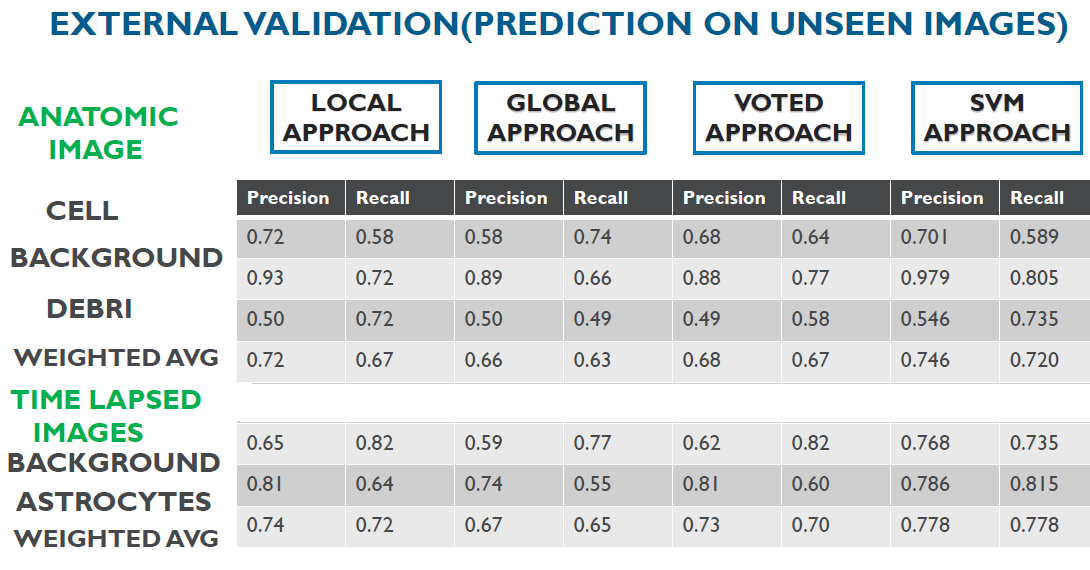 EXTERNAL VALIDATION(PREDICTION ON UNSEEN IMAGES)
ANATOMIC
IMAGE
LOCAL
APPROACH
GLOBAL
APPROACH
VOTED
APPROACH
SVM
APPROACH
Precision Recall Precision Recall Precision Recall Precision Recall
CELL 0.72 0.58 0.58 0.74 0.68 0.64 0.701 0.589
BACKGROUND 0.93 0.72 0.89 0.66 0.88 0.77 0.979 0.805
DEBRI 0.50 0.72 0.50 0.49 0.49 0.58 0.546 0.735
WEIGHTED AVG 0.72 0.67 0.66 0.63 0.68 0.67 0.746 0.720
TIME LAPSED
IMAGES
BACKGROUND 0.65 0.82 0.59 0.77 0.62 0.82 0.768 0.735
ASTROCYTES 0.81 0.64 0.74 0.55 0.81 0.60 0.786 0.815
WEIGHTED AVG 0.74 0.72 0.67 0.65 0.73 0.70 0.778 0.778